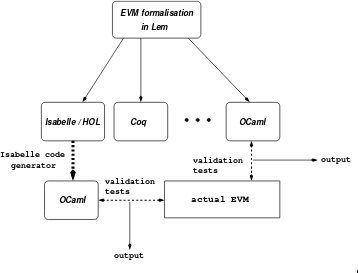 EVM formalisation
in Lem
Isabelle / HOL
Coq
OCaml
Isabelle code
generator
validation
tests
output
validation
tests
OCaml
actual EVM
output